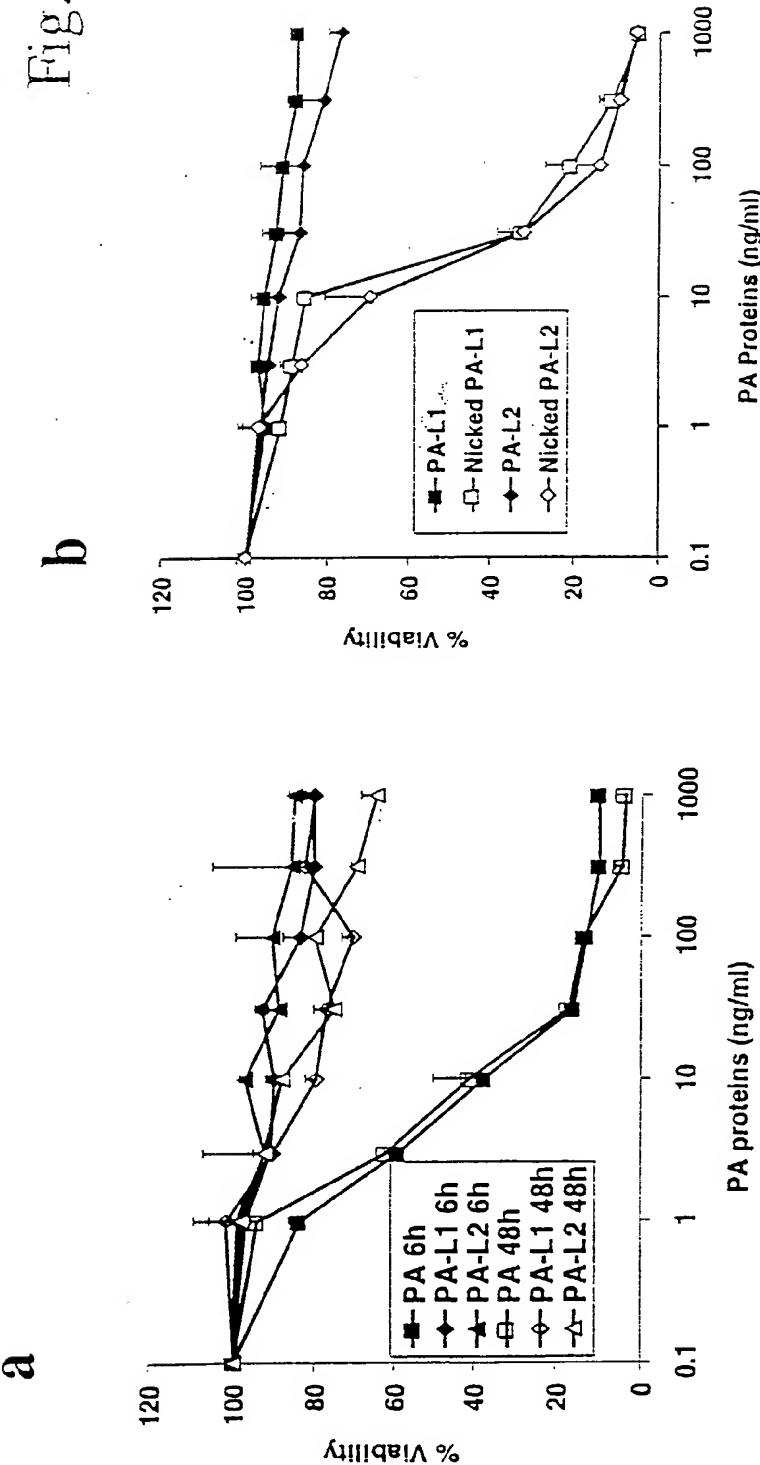 Fig.
a
120
100
80
60
40
20
0
% Viability
PA 6h
PA-L1 6h
PA-L2 6h
PA 48h
PA-L1 48h
PA-L2 48h
0.1
1
10
100
1000
PA proteins (ng/ml)
b
120
100
80
60
40
20
0
% Viability
PA-L1
Nicked PA-L1
PA-L2
Nicked PA-L2
0.1
1
10
100
1000
PA Proteins (ng/ml)